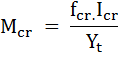 M_cr = f_cr. I_cr / Y_t